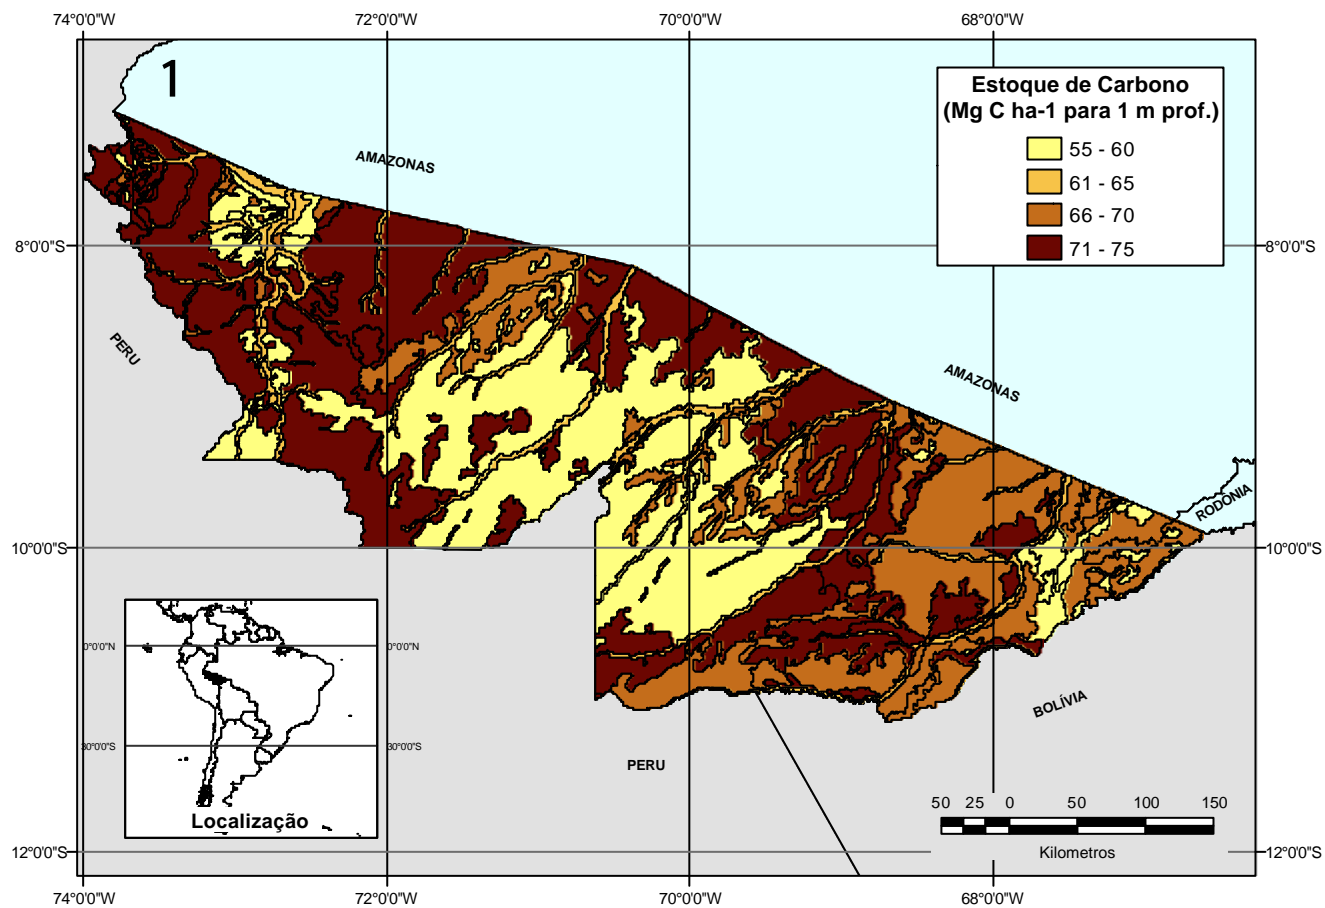 74°0'0"W 72°0'0"W 70°0'0"W 68°0'0"W
1
Estoque de Carbono
(Mg C ha-1 para 1 m prof.)
55 - 60
61 - 65
66 - 70
71 - 75
AMAZONAS
8°0'0"S 8°0'0"S
PERU
AMAZONAS
RODÔNIA
10°0'0"S 10°0'0"S
0°0'0"N 0°0'0"N
BOLÍVIA
30°0'0"S 30°0'0"S
PERU
50 25 0 50 100 150
Localização
Kilometros
12°0'0"S 12°0'0"S
74°0'0"W 72°0'0"W 70°0'0"W 68°0'0"W